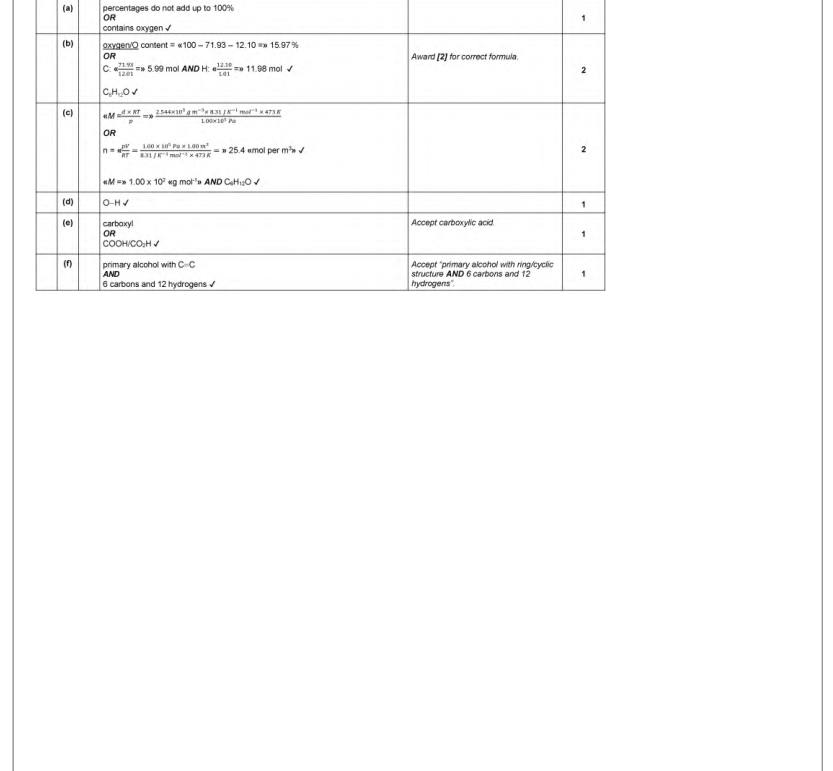 (a) percentages do not add up to 100%
OR
contains oxygen ✓
1
(b) oxygen/O content = «100 – 71.93 – 12.10 =» 15.97%
OR
C: «71.93/12.01 =» 5.99 mol AND H: «12.10/1.01 =» 11.98 mol ✓
C₆H₁₂O ✓
Award [2] for correct formula.
2
(c) «M = d × RT/p =» 2.544×10³ g m⁻³ × 8.31 J K⁻¹ mol⁻¹ × 473 K/1.00×10⁵ Pa
OR
n = «pV/RT = 1.00 × 10⁵ Pa × 1.00 m³/8.31 J K⁻¹ mol⁻¹ × 473 K = » 25.4 «mol per m³» ✓
«M =» 1.00 x 10² «g mol⁻¹» AND C₆H₁₂O ✓
2
(d) O–H ✓
1
(e) carboxyl
OR
COOH/CO₂H ✓
Accept carboxylic acid.
1
(f) primary alcohol with C=C
AND
6 carbons and 12 hydrogens ✓
Accept "primary alcohol with ring/cyclic
structure AND 6 carbons and 12
hydrogens".
1